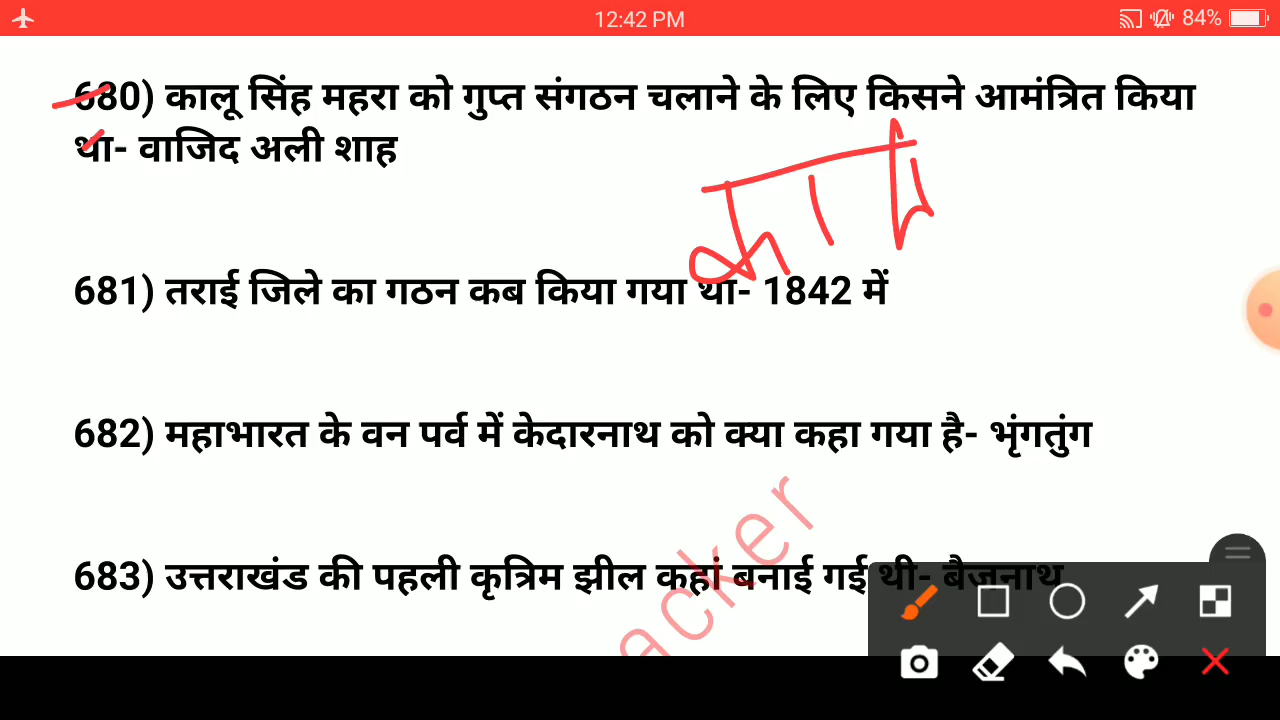 12:42 PM
84%
680) कालू सिंह महरा को गुप्त संगठन चलाने के लिए किसने आमंत्रित किया
था- वाजिद अली शाह
681) तराई जिले का गठन कब किया गया था- 1842 में
682) महाभारत के वन पर्व में केदारनाथ को क्या कहा गया है- भृंगतुंग
683) उत्तराखंड की पहली कृत्रिम झील कहां बनाई गई थी- बैजनाथ
acker